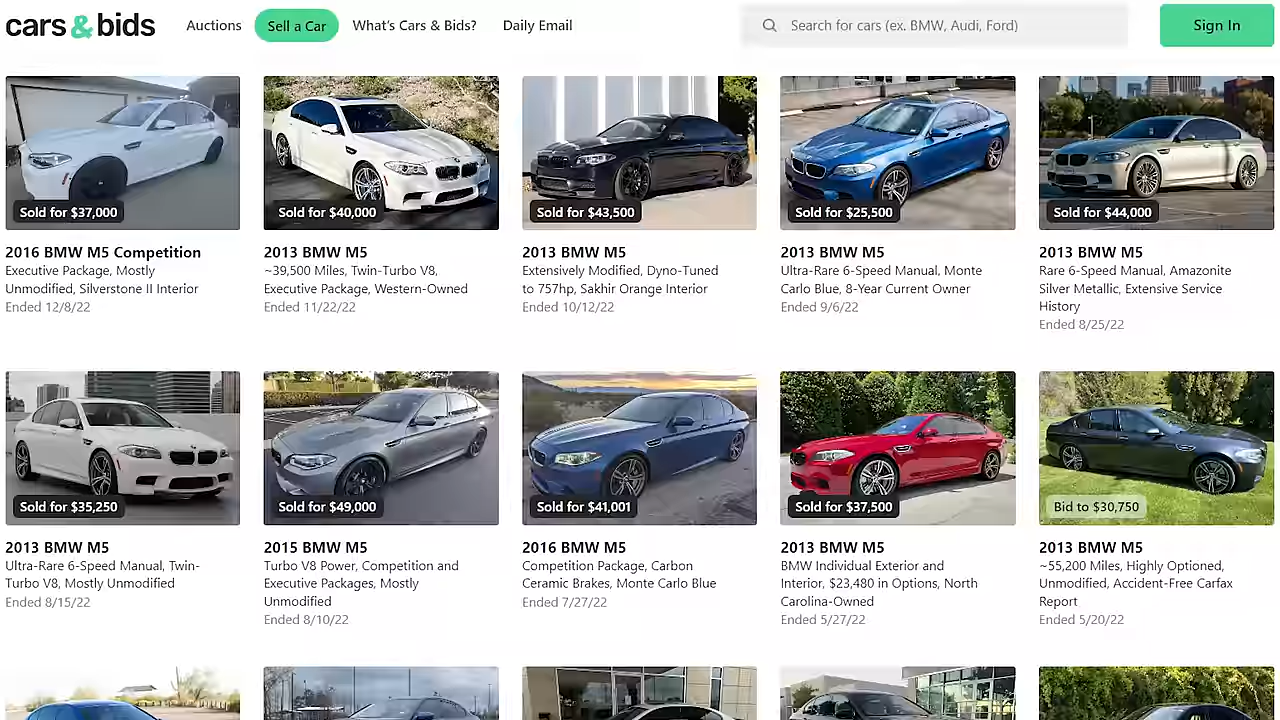 cars & bids Auctions Sell a Car What's Cars & Bids? Daily Email search for cars (ex. BMW, Audi, Ford) Sign In
Sold for $37,000
2016 BMW M5 Competition
Executive Package, Mostly
Unmodified, Silverstone II Interior
Ended 12/8/22
Sold for $40,000
2013 BMW M5
~39,500 Miles, Twin-Turbo V8,
Executive Package, Western-Owned
Ended 11/22/22
Sold for $43,500
2013 BMW M5
Extensively Modified, Dyno-Tuned
to 757hp, Sakhir Orange Interior
Ended 10/12/22
Sold for $25,500
2013 BMW M5
Ultra-Rare 6-Speed Manual, Monte
Carlo Blue, 8-Year Current Owner
Ended 9/6/22
Sold for $44,000
2013 BMW M5
Rare 6-Speed Manual, Amazonite
Silver Metallic, Extensive Service
History
Ended 8/25/22
Sold for $35,250
2013 BMW M5
Ultra-Rare 6-Speed Manual, Twin-
Turbo V8, Mostly Unmodified
Ended 8/15/22
Sold for $49,000
2015 BMW M5
Turbo V8 Power, Competition and
Executive Packages, Mostly
Unmodified
Ended 8/10/22
Sold for $41,001
2016 BMW M5
Competition Package, Carbon
Ceramic Brakes, Monte Carlo Blue
Ended 7/27/22
Sold for $37,500
2013 BMW M5
BMW Individual Exterior and
Interior, $23,480 in Options, North
Carolina-Owned
Ended 5/27/22
Bid to $30,750
2013 BMW M5
~55,200 Miles, Highly Optioned,
Unmodified, Accident-Free Carfax
Report
Ended 5/20/22